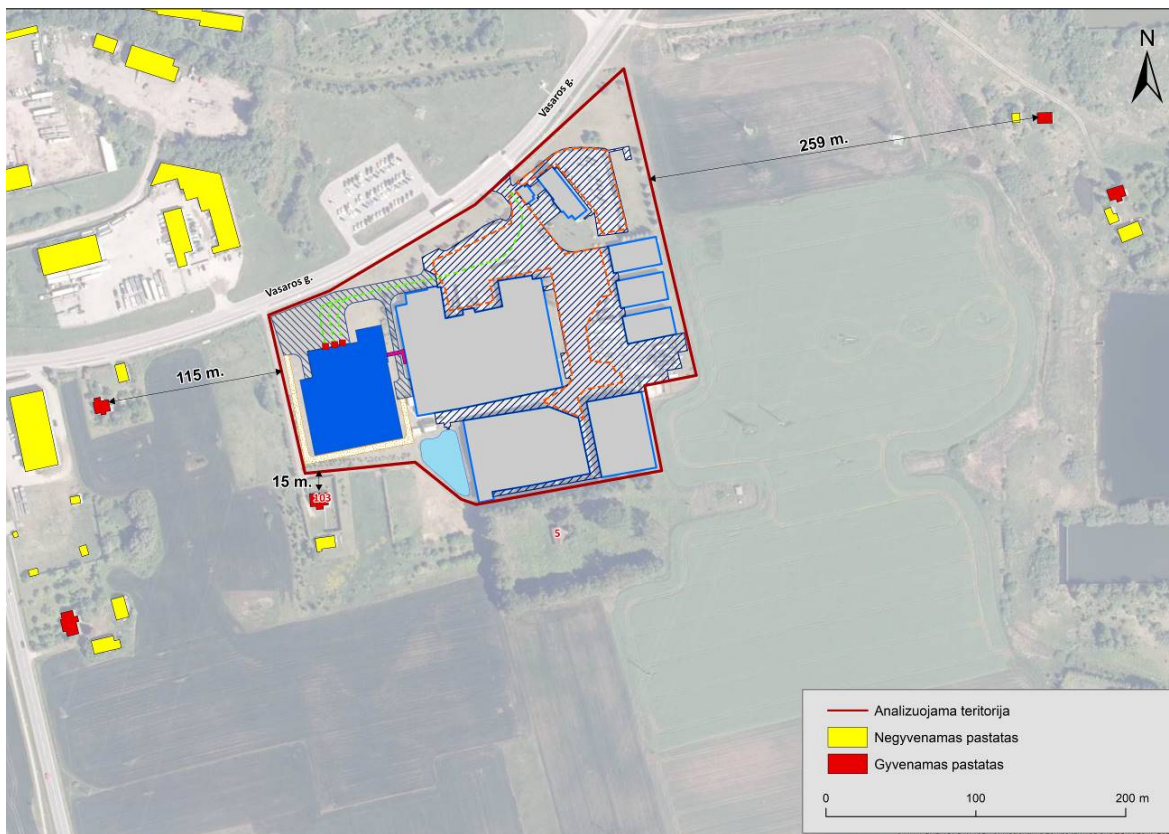 N
Vasaros g.
259 m.
Vasaros g.
115 m.
15 m.
103
5
Analizuojama teritorija
Negyvenamas pastatas
Gyvenamas pastatas
0 100 200 m